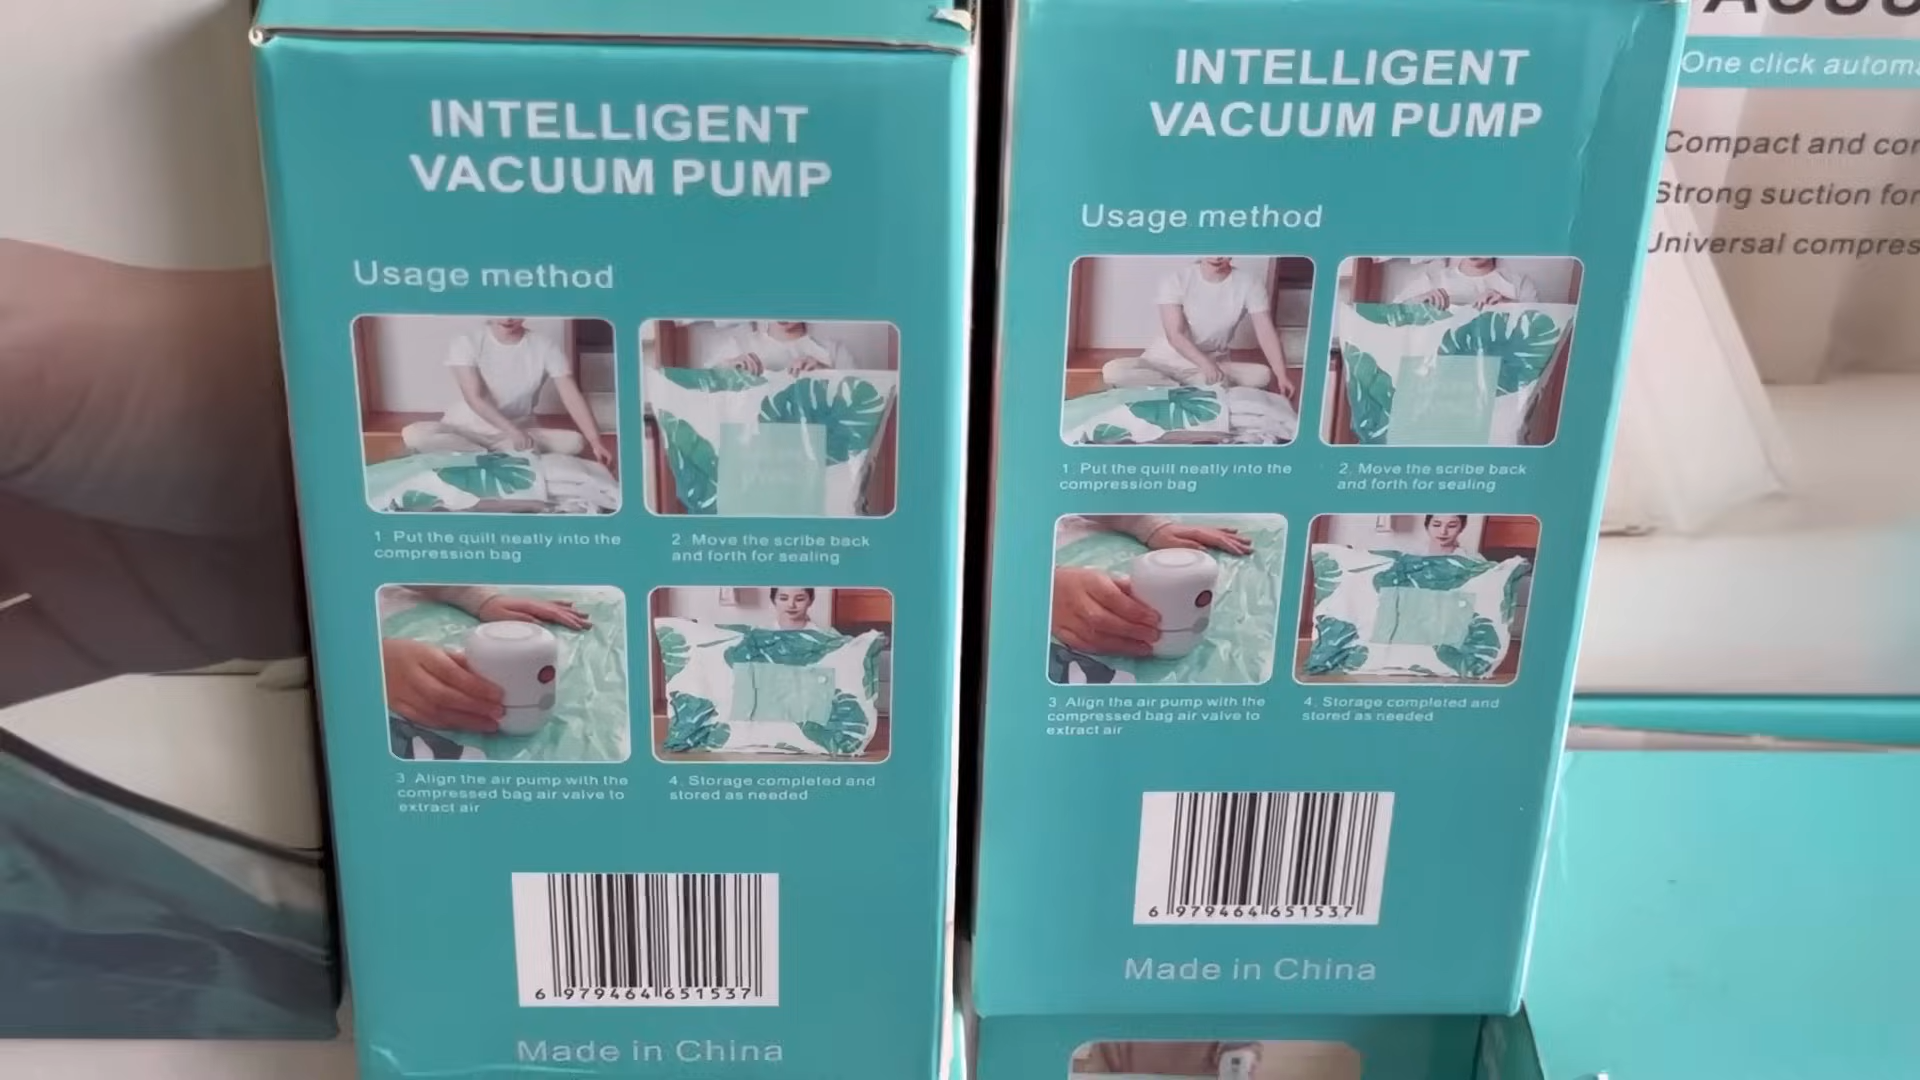 INTELLIGENT
VACUUM PUMP
Usage method
1. Put the quilt neatly into the
compression bag
2. Move the scribe back
and forth for sealing
3. Align the air pump with the
compressed bag air valve to
extract air
4. Storage completed and
stored as needed
6 979464 651537
Made in China
INTELLIGENT
VACUUM PUMP
Usage method
1. Put the quilt neatly into the
compression bag
2. Move the scribe back
and forth for sealing
3. Align the air pump with the
compressed bag air valve to
extract air
4. Storage completed and
stored as needed
6 979464 651537
Made in China
One click
Compact and
Strong suction for